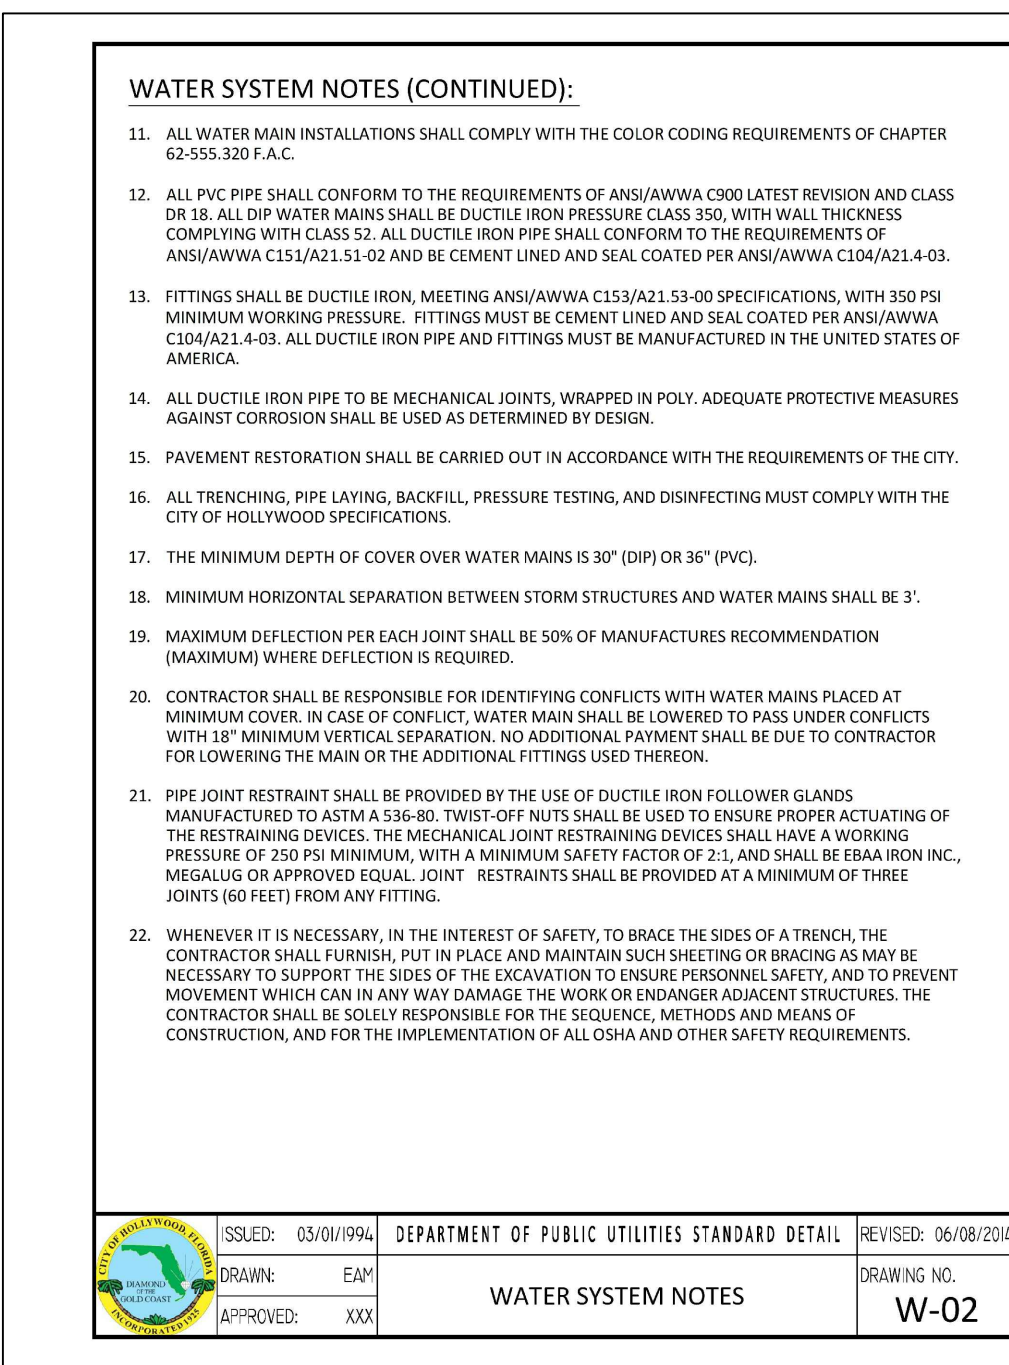 WATER SYSTEM NOTES (CONTINUED):
11. ALL WATER MAIN INSTALLATIONS SHALL COMPLY WITH THE COLOR CODING REQUIREMENTS OF CHAPTER
62-555.320 F.A.C.
12. ALL PVC PIPE SHALL CONFORM TO THE REQUIREMENTS OF ANSI/AWWA C900 LATEST REVISION AND CLASS
DR 18. ALL DIP WATER MAINS SHALL BE DUCTILE IRON PRESSURE CLASS 350, WITH WALL THICKNESS
COMPLYING WITH CLASS 52. ALL DUCTILE IRON PIPE SHALL CONFORM TO THE REQUIREMENTS OF
ANSI/AWWA C151/A21.51-02 AND BE CEMENT LINED AND SEAL COATED PER ANSI/AWWA C104/A21.4-03.
13. FITTINGS SHALL BE DUCTILE IRON, MEETING ANSI/AWWA C153/A21.53-00 SPECIFICATIONS, WITH 350 PSI
MINIMUM WORKING PRESSURE. FITTINGS MUST BE CEMENT LINED AND SEAL COATED PER ANSI/AWWA
C104/A21.4-03. ALL DUCTILE IRON PIPE AND FITTINGS MUST BE MANUFACTURED IN THE UNITED STATES OF
AMERICA.
14. ALL DUCTILE IRON PIPE TO BE MECHANICAL JOINTS, WRAPPED IN POLY. ADEQUATE PROTECTIVE MEASURES
AGAINST CORROSION SHALL BE USED AS DETERMINED BY DESIGN.
15. PAVEMENT RESTORATION SHALL BE CARRIED OUT IN ACCORDANCE WITH THE REQUIREMENTS OF THE CITY.
16. ALL TRENCHING, PIPE LAYING, BACKFILL, PRESSURE TESTING, AND DISINFECTING MUST COMPLY WITH THE
CITY OF HOLLYWOOD SPECIFICATIONS.
17. THE MINIMUM DEPTH OF COVER OVER WATER MAINS IS 30" (DIP) OR 36" (PVC).
18. MINIMUM HORIZONTAL SEPARATION BETWEEN STORM STRUCTURES AND WATER MAINS SHALL BE 3'.
19. MAXIMUM DEFLECTION PER EACH JOINT SHALL BE 50% OF MANUFACTURES RECOMMENDATION
(MAXIMUM) WHERE DEFLECTION IS REQUIRED.
20. CONTRACTOR SHALL BE RESPONSIBLE FOR IDENTIFYING CONFLICTS WITH WATER MAINS PLACED AT
MINIMUM COVER. IN CASE OF CONFLICT, WATER MAIN SHALL BE LOWERED TO PASS UNDER CONFLICTS
WITH 18" MINIMUM VERTICAL SEPARATION. NO ADDITIONAL PAYMENT SHALL BE DUE TO CONTRACTOR
FOR LOWERING THE MAIN OR THE ADDITIONAL FITTINGS USED THEREON.
21. PIPE JOINT RESTRAINT SHALL BE PROVIDED BY THE USE OF DUCTILE IRON FOLLOWER GLANDS
MANUFACTURED TO ASTM A 536-80. TWIST-OFF NUTS SHALL BE USED TO ENSURE PROPER ACTUATING OF
THE RESTRAINING DEVICES. THE MECHANICAL JOINT RESTRAINING DEVICES SHALL HAVE A WORKING
PRESSURE OF 250 PSI MINIMUM, WITH A MINIMUM SAFETY FACTOR OF 2:1, AND SHALL BE EBAA IRON INC.,
MEGALUG OR APPROVED EQUAL. JOINT RESTRAINTS SHALL BE PROVIDED AT A MINIMUM OF THREE
JOINTS (60 FEET) FROM ANY FITTING.
22. WHENEVER IT IS NECESSARY, IN THE INTEREST OF SAFETY, TO BRACE THE SIDES OF A TRENCH, THE
CONTRACTOR SHALL FURNISH, PUT IN PLACE AND MAINTAIN SUCH SHEETING OR BRACING AS MAY BE
NECESSARY TO SUPPORT THE SIDES OF THE EXCAVATION TO ENSURE PERSONNEL SAFETY, AND TO PREVENT
MOVEMENT WHICH CAN IN ANY WAY DAMAGE THE WORK OR ENDANGER ADJACENT STRUCTURES. THE
CONTRACTOR SHALL BE SOLELY RESPONSIBLE FOR THE SEQUENCE, METHODS AND MEANS OF
CONSTRUCTION, AND FOR THE IMPLEMENTATION OF ALL OSHA AND OTHER SAFETY REQUIREMENTS.
CITY OF HOLLYWOOD, FLORIDA
DIAMOND
OF THE
GOLD COAST
INCORPORATED 1925
ISSUED: 03/01/1994
DRAWN: EAM
APPROVED: XXX
DEPARTMENT OF PUBLIC UTILITIES STANDARD DETAIL
WATER SYSTEM NOTES
REVISED: 06/08/2014
DRAWING NO.
W-02